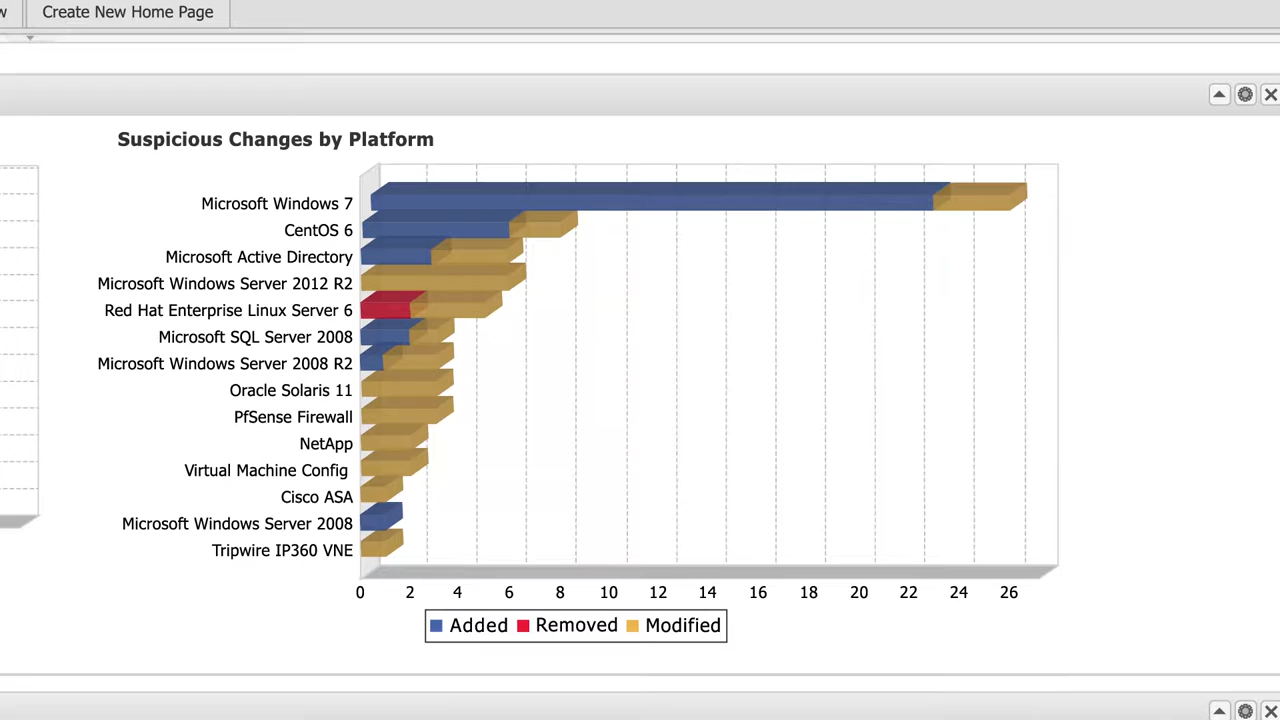 Create New Home Page
Suspicious Changes by Platform
Microsoft Windows 7
CentOS 6
Microsoft Active Directory
Microsoft Windows Server 2012 R2
Red Hat Enterprise Linux Server 6
Microsoft SQL Server 2008
Microsoft Windows Server 2008 R2
Oracle Solaris 11
PfSense Firewall
NetApp
Virtual Machine Config
Cisco ASA
Microsoft Windows Server 2008
Tripwire IP360 VNE
0 2 4 6 8 10 12 14 16 18 20 22 24 26
Added Removed Modified